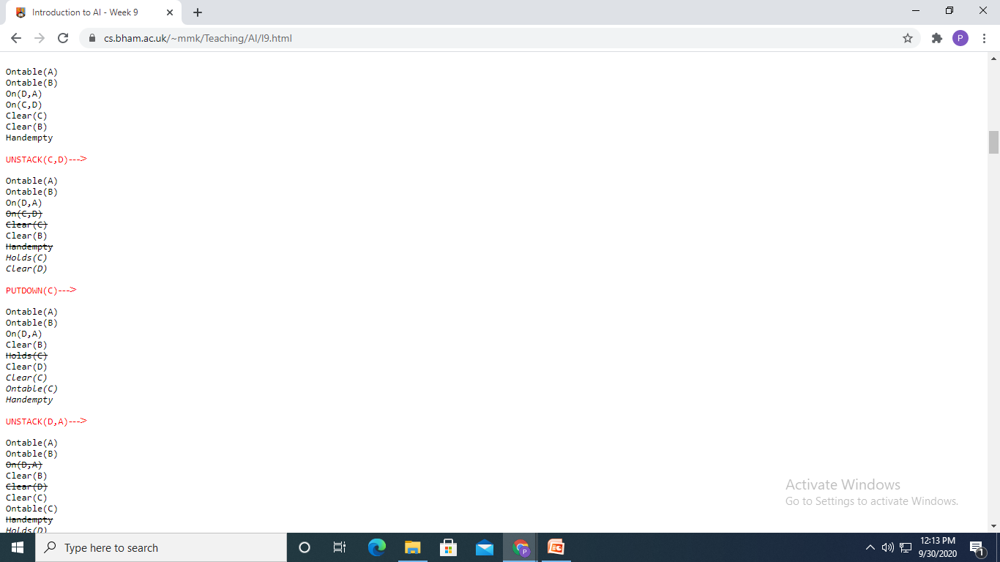 Introduction to AI - Week 9
cs.bham.ac.uk/~mmk/Teaching/AI/l9.html
P
Ontable(A)
Ontable(B)
On(D,A)
On(C,D)
Clear(C)
Clear(B)
Handempty
UNSTACK(C,D)--->
Ontable(A)
Ontable(B)
On(D,A)
On(C,D)
Clear(C)
Clear(B)
Handempty
Holds(C)
Clear(D)
PUTDOWN(C)--->
Ontable(A)
Ontable(B)
On(D,A)
Clear(B)
Holds(C)
Clear(D)
Clear(C)
Ontable(C)
Handempty
UNSTACK(D,A)--->
Ontable(A)
Ontable(B)
On(D,A)
Clear(B)
Clear(D)
Clear(C)
Ontable(C)
Handempty
Holds(D)
Activate Windows
Go to Settings to activate Windows.
Type here to search
P
12:13 PM
9/30/2020
1